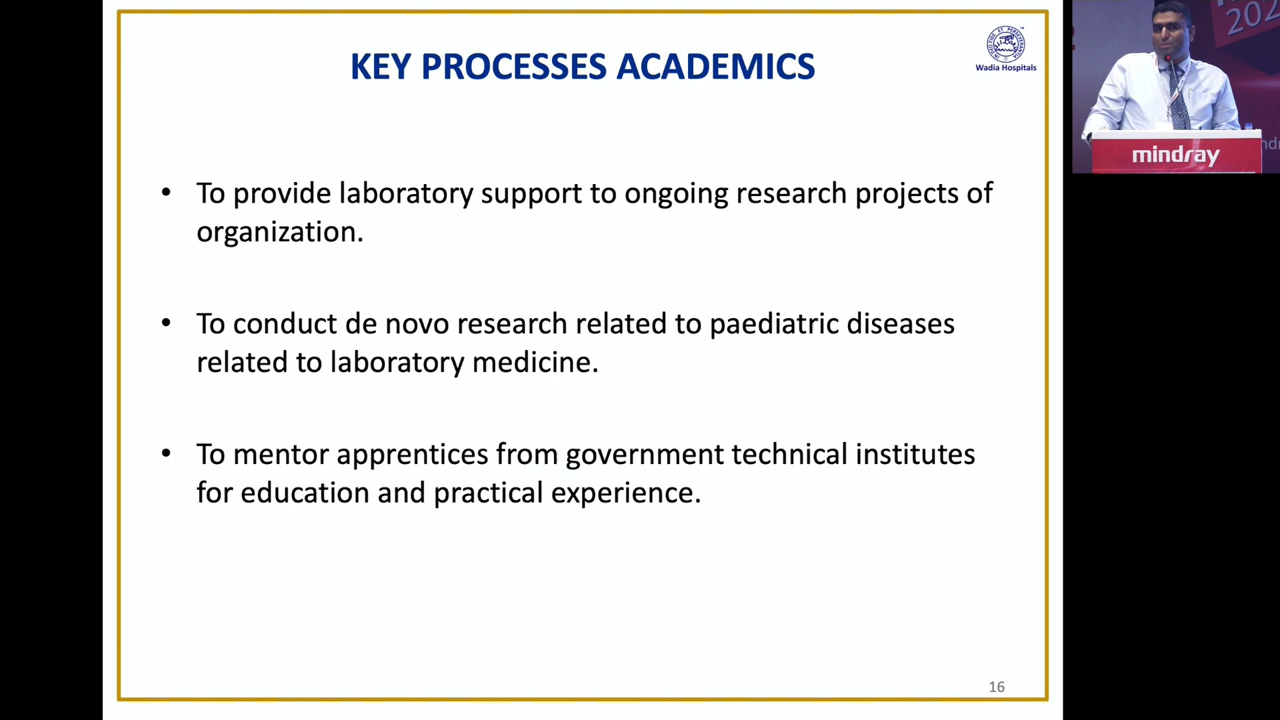 KEY PROCESSES ACADEMICS
Wadia Hospitals
• To provide laboratory support to ongoing research projects of
organization.
• To conduct de novo research related to paediatric diseases
related to laboratory medicine.
• To mentor apprentices from government technical institutes
for education and practical experience.
16
202
mindray